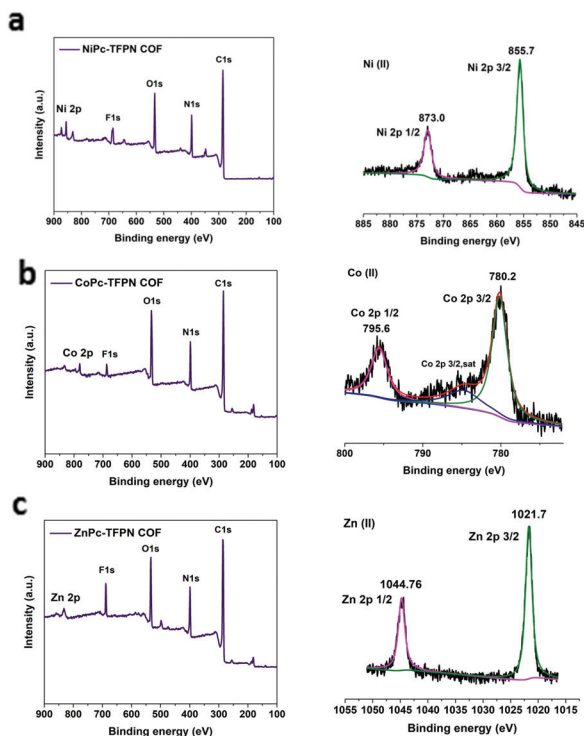 a
NiPc-TFPN COF
C1s
O1s
N1s
F1s
Ni 2p
Intensity (a.u.)
900 800 700 600 500 400 300 200 100
Binding energy (eV)
Ni (II)
855.7
Ni 2p 3/2
873.0
Ni 2p 1/2
885 875 865 855 845
Binding energy (eV)
b
CoPc-TFPN COF
C1s
O1s
N1s
Co 2p F1s
Intensity (a.u.)
900 800 700 600 500 400 300 200 100
Binding energy (eV)
Co (II)
780.2
Co 2p 3/2
Co 2p 1/2
795.6
Co 2p 3/2,sat
800 790 780
Binding energy (eV)
c
ZnPc-TFPN COF
C1s
O1s
F1s
N1s
Zn 2p
Intensity (a.u.)
900 800 700 600 500 400 300 200 100
Binding energy (eV)
Zn (II)
1021.7
Zn 2p 3/2
1044.76
Zn 2p 1/2
1055 1050 1045 1040 1035 1030 1025 1020 1015
Binding energy (eV)